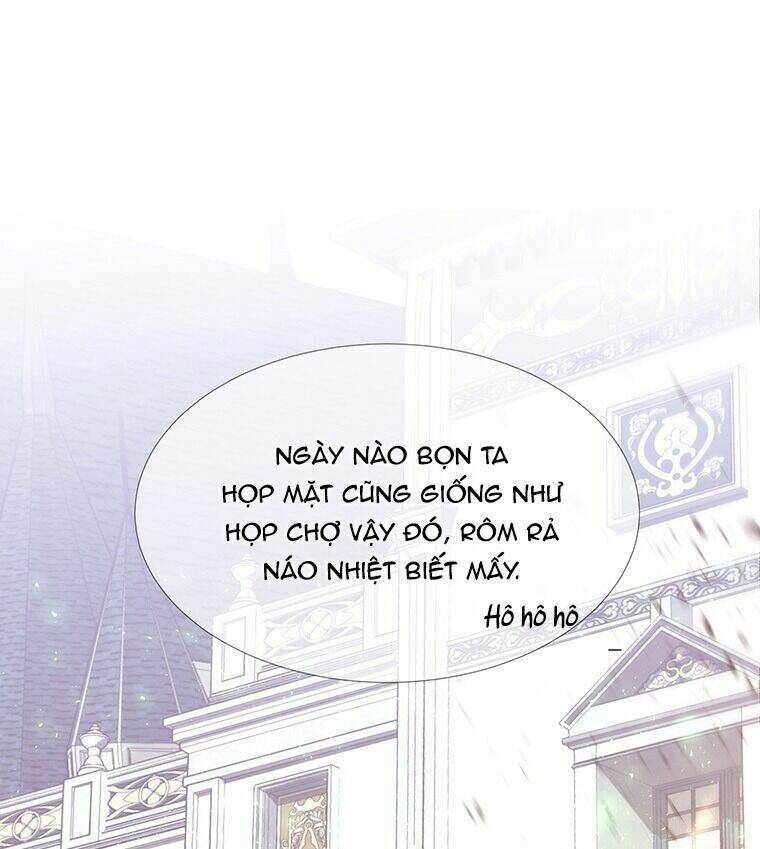 NGÀY NÀO BỌN TA
HỌP MẶT CŨNG GIỐNG NHƯ
HỌP CHỢ VẬY ĐÓ, RÔM RẢ
NÁO NHIỆT BIẾT MẤY.
Hô hô hô